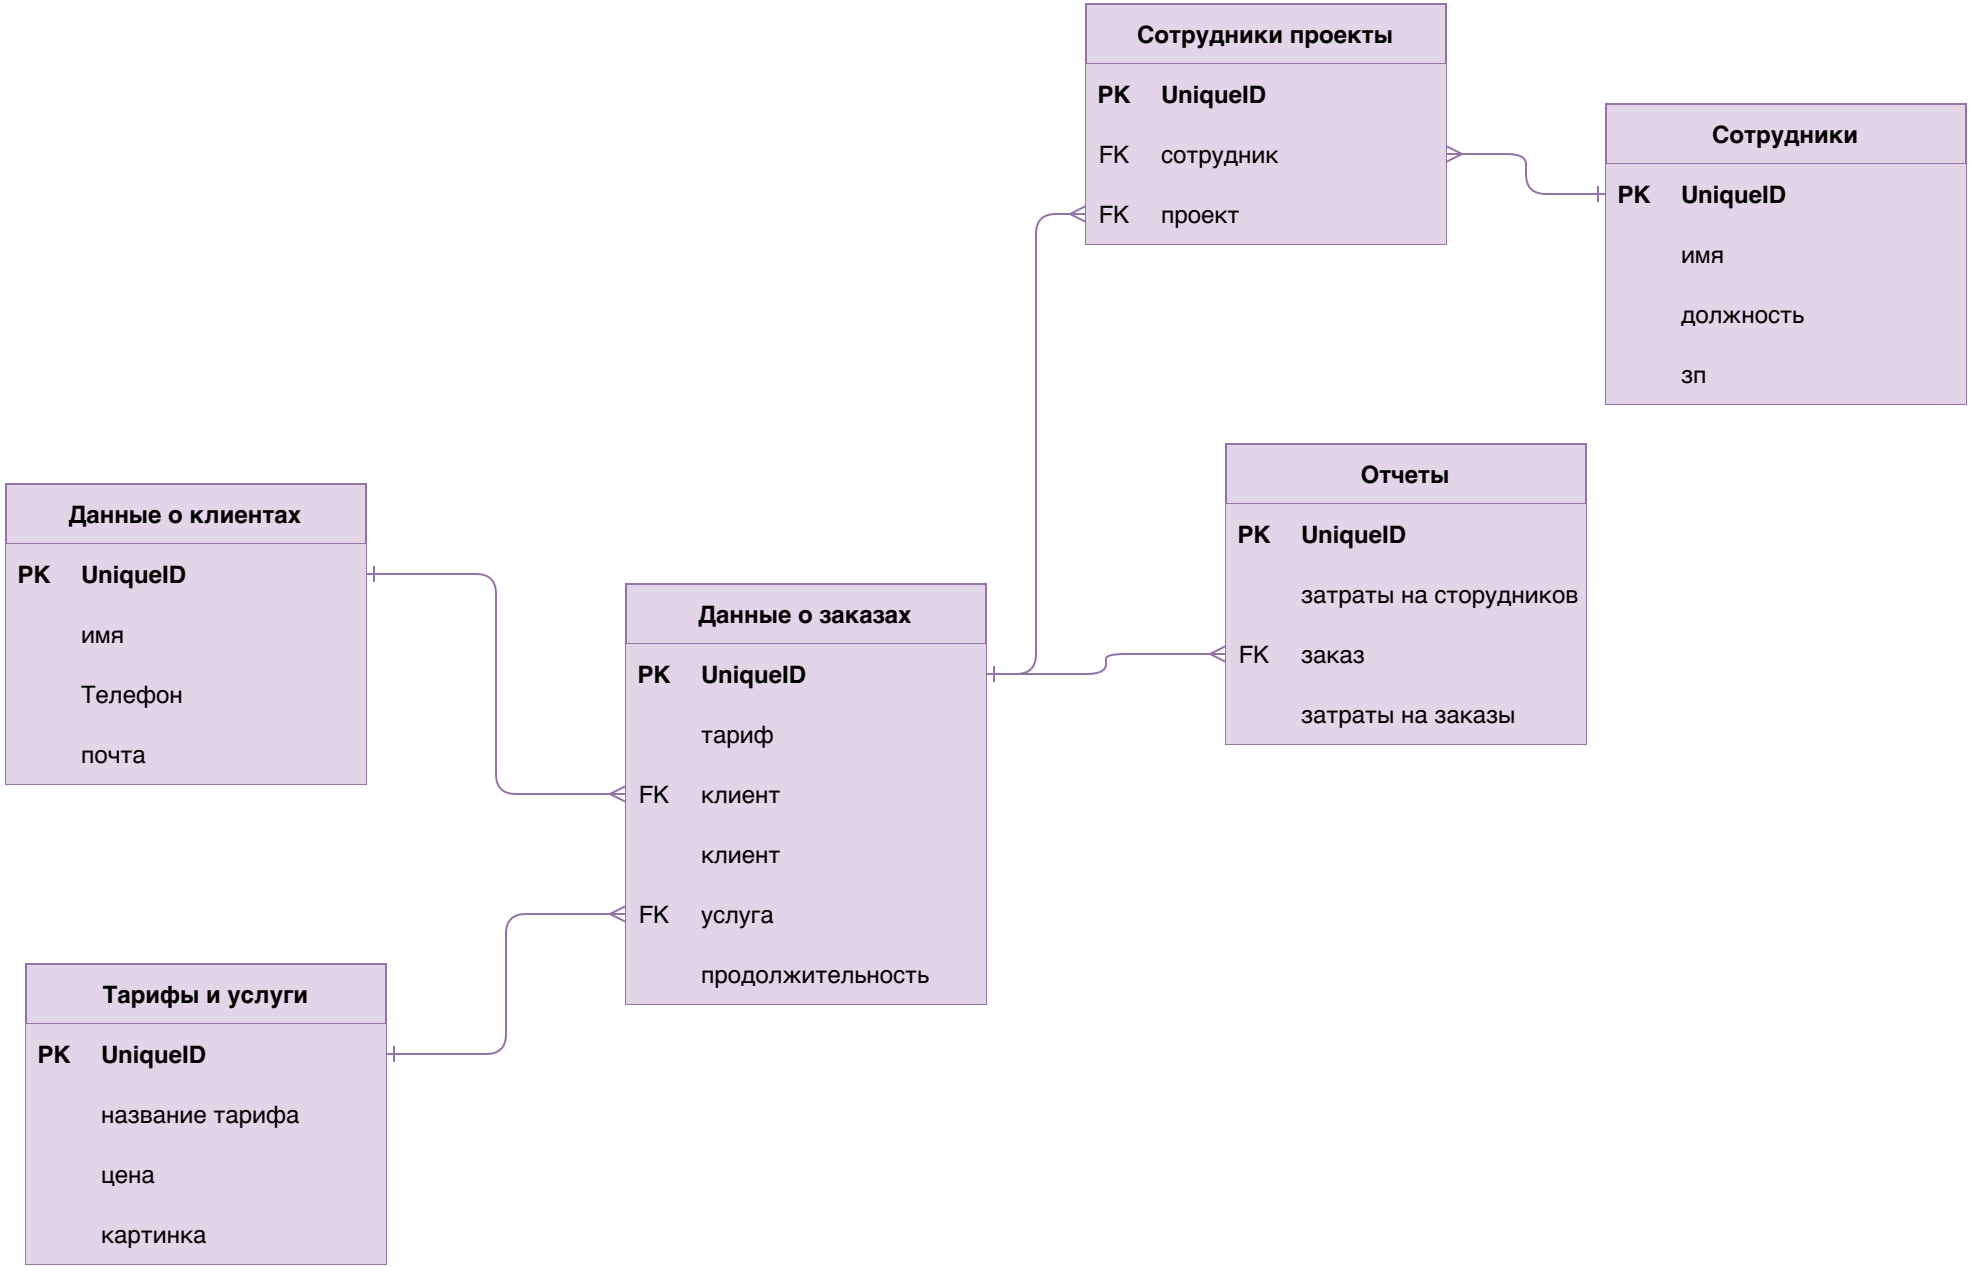 Сотрудники проекты
PK UniqueID
FK сотрудник
FK проект
Сотрудники
PK UniqueID
имя
должность
зп
Отчеты
PK UniqueID
затраты на сторудников
FK заказ
затраты на заказы
Данные о клиентах
PK UniqueID
имя
Телефон
почта
Данные о заказах
PK UniqueID
тариф
FK клиент
клиент
FK услуга
продолжительность
Тарифы и услуги
PK UniqueID
название тарифа
цена
картинка